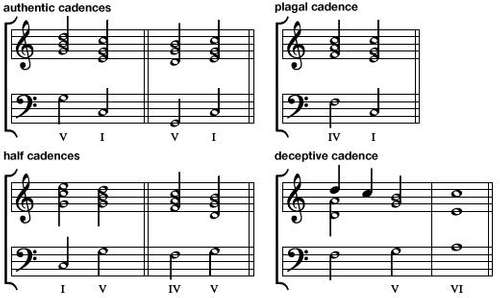 authentic cadences
V I V I
plagal cadence
IV I
half cadences
I V IV V
deceptive cadence
V VI